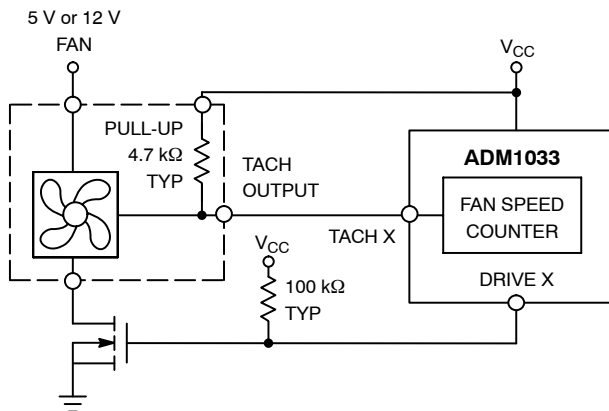 5 V or 12 V
FAN
VCC
PULL-UP
4.7 kΩ
TYP
TACH
OUTPUT
ADM1033
FAN SPEED
COUNTER
TACH X
VCC
DRIVE X
100 kΩ
TYP